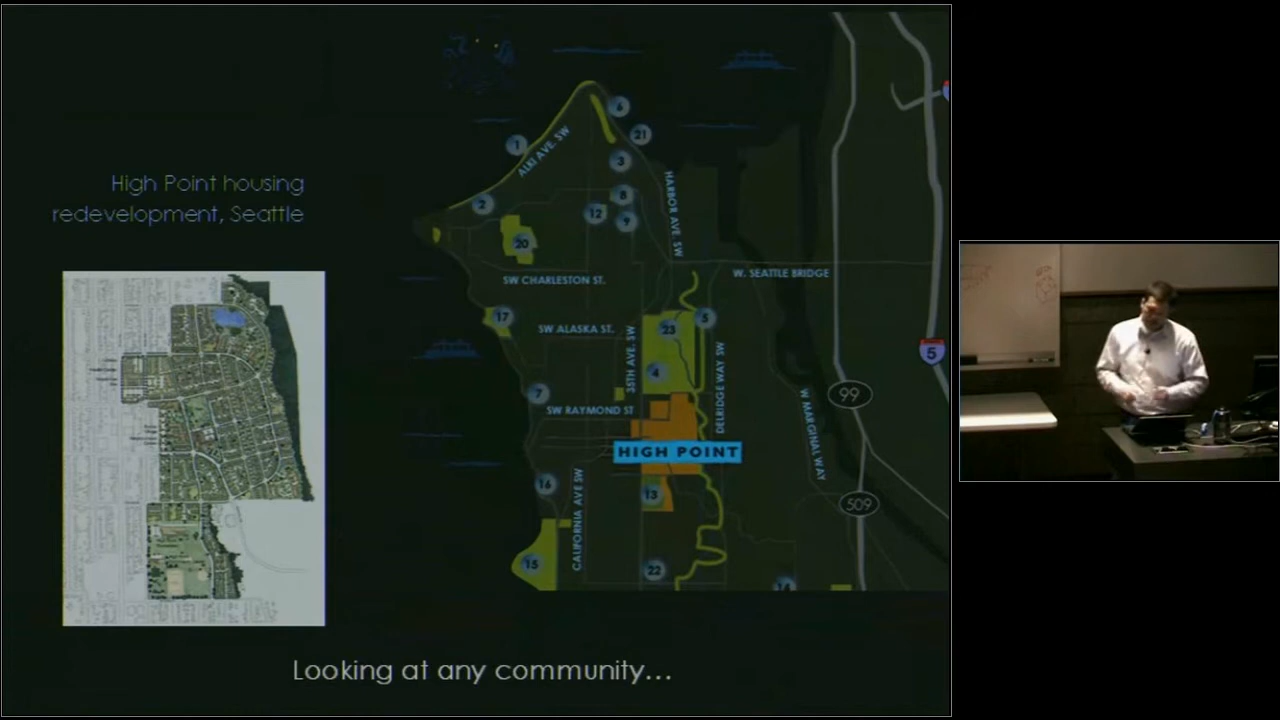 High Point housing
redevelopment, Seattle
6
21
1
ALKI AVE. SW
3
2
8
12
9
HARBOR AVE. SW
20
SW CHARLESTON ST.
W. SEATTLE BRIDGE
17
SW ALASKA ST.
23
5
35TH AVE. SW
5
4
DELRIDGE WAY SW
7
99
SW RAYMOND ST
W MARGINAL WAY
HIGH POINT
16
13
CALIFORNIA AVE SW
509
15
22
14
Looking at any community...